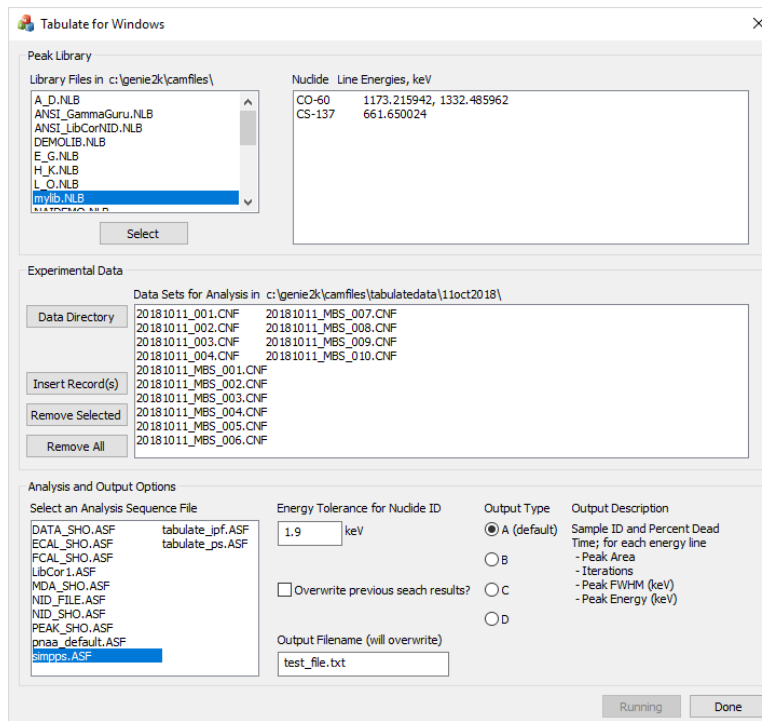 Tabulate for Windows
Peak Library
Library Files in c:\genie2k\camfiles\
A_D.NLB
ANSI_GammaGuru.NLB
ANSI_LibCorNID.NLB
DEMOLIB.NLB
E_G.NLB
H_K.NLB
L_O.NLB
mylib.NLB
Select
Nuclide Line Energies, keV
CO-60 1173.215942, 1332.485962
CS-137 661.650024
Experimental Data
Data Sets for Analysis in c:\genie2k\camfiles\tabulatedata\11oct2018\
Data Directory
Insert Record(s)
Remove Selected
Remove All
20181011_001.CNF 20181011_MBS_007.CNF
20181011_002.CNF 20181011_MBS_008.CNF
20181011_003.CNF 20181011_MBS_009.CNF
20181011_004.CNF 20181011_MBS_010.CNF
20181011_MBS_001.CNF
20181011_MBS_002.CNF
20181011_MBS_003.CNF
20181011_MBS_004.CNF
20181011_MBS_005.CNF
20181011_MBS_006.CNF
Analysis and Output Options
Select an Analysis Sequence File
DATA_SHO.ASF tabulate_ipf.ASF
ECAL_SHO.ASF tabulate_ps.ASF
FCAL_SHO.ASF
LibCor1.ASF
MDA_SHO.ASF
NID_FILE.ASF
NID_SHO.ASF
PEAK_SHO.ASF
pnaa_default.ASF
simpps.ASF
Energy Tolerance for Nuclide ID
1.9 keV
Overwrite previous seach results?
Output Filename (will overwrite)
test_file.txt
Output Type
A (default)
B
C
D
Output Description
Sample ID and Percent Dead
Time; for each energy line
- Peak Area
- Iterations
- Peak FWHM (keV)
- Peak Energy (keV)
Running
Done